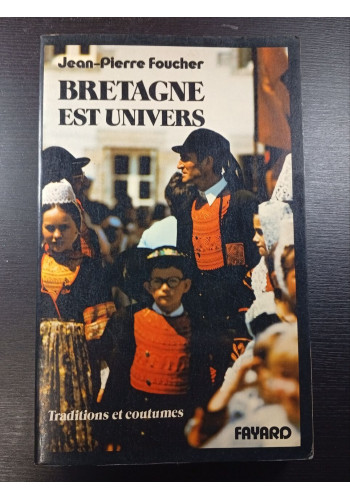 Jean-Pierre Foucher
BRETAGNE
EST UNIVERS
Traditions et coutumes
FAYARD